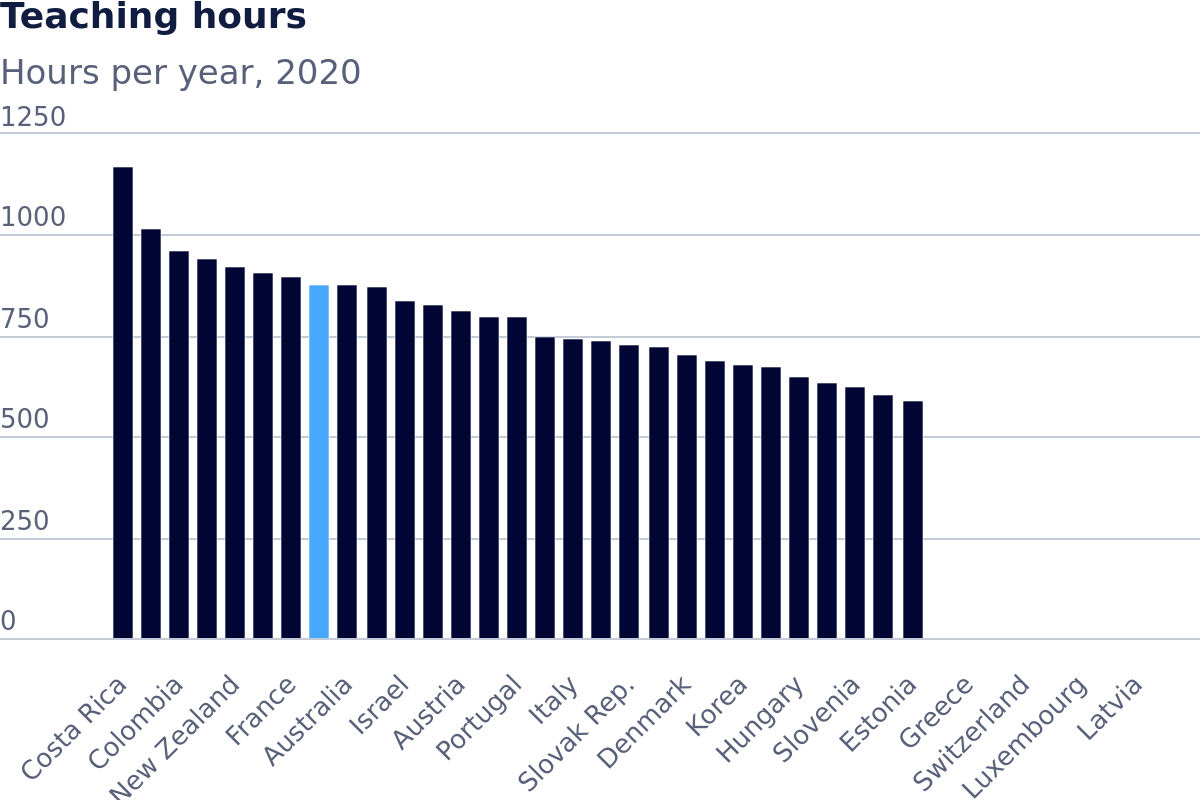 Teaching hours
Hours per year, 2020
1250
1000
750
500
250
0
Costa Rica
Colombia
New Zealand
France
Australia
Israel
Austria
Portugal
Italy
Slovak Rep.
Denmark
Korea
Hungary
Slovenia
Estonia
Greece
Switzerland
Luxembourg
Latvia